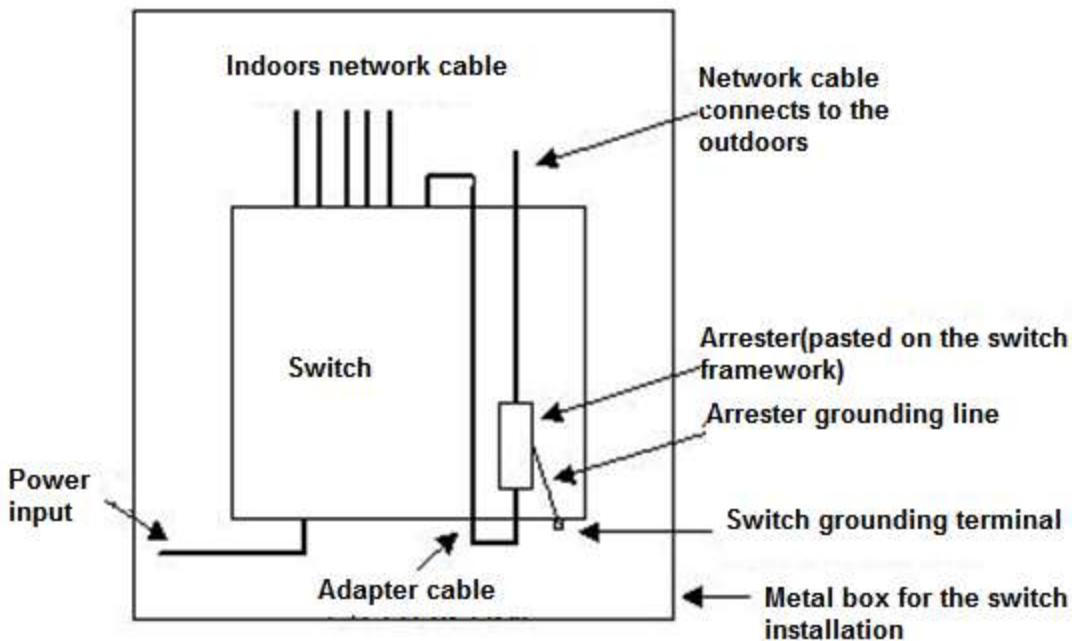 Indoors network cable
Network cable
connects to the
outdoors
Switch
Arrester(pasted on the switch
framework)
Arrester grounding line
Power
input
Switch grounding terminal
Adapter cable
Metal box for the switch
installation